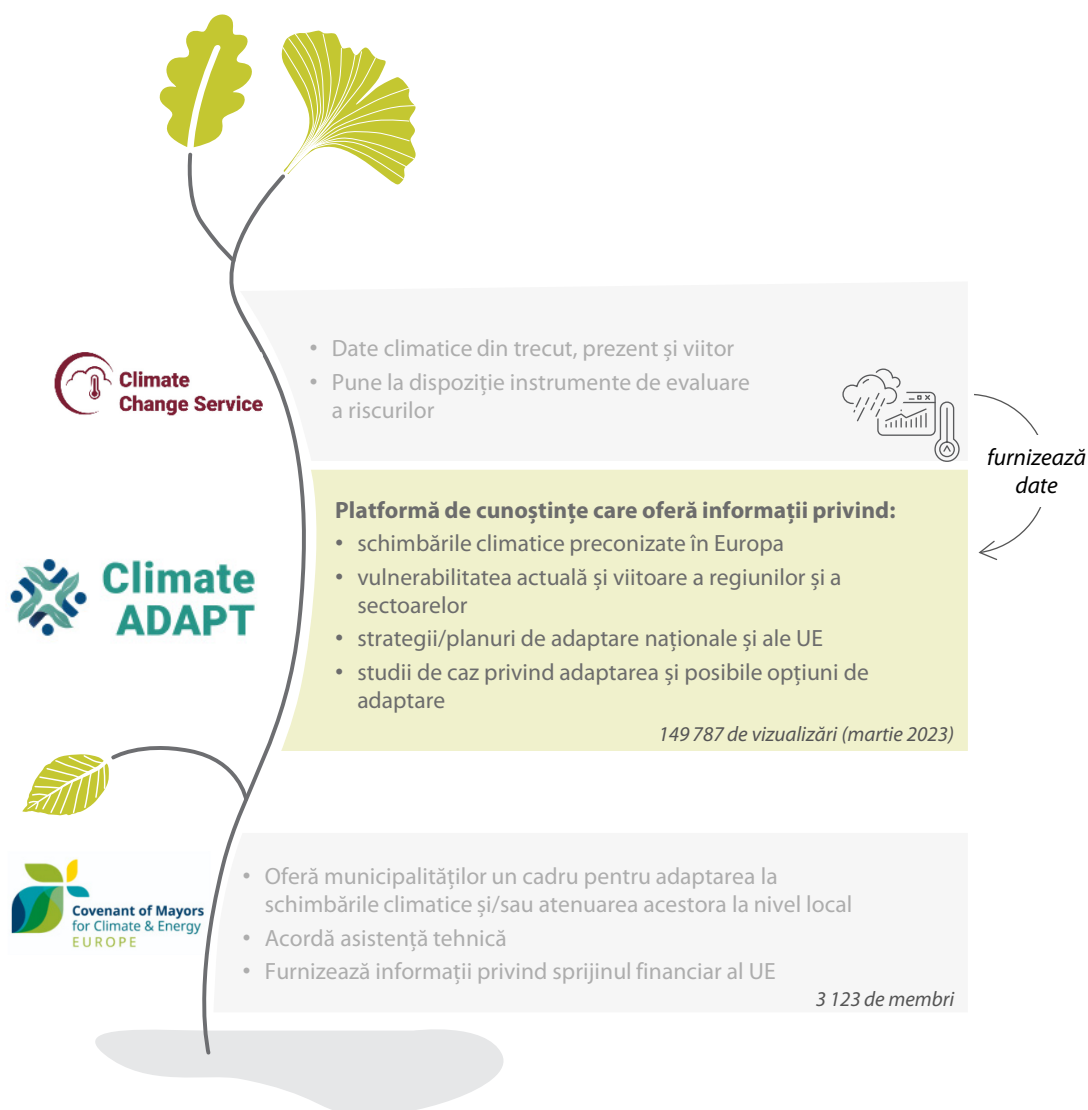 Climate
Change Service
• Date climatice din trecut, prezent și viitor
• Pune la dispoziție instrumente de evaluare
a riscurilor
furnizează
date
Climate
ADAPT
Platformă de cunoștințe care oferă informații privind:
• schimbările climatice preconizate în Europa
• vulnerabilitatea actuală și viitoare a regiunilor și a
sectoarelor
• strategii/planuri de adaptare naționale și ale UE
• studii de caz privind adaptarea și posibile opțiuni de
adaptare
149 787 de vizualizări (martie 2023)
Covenant of Mayors
for Climate & Energy
EUROPE
• Oferă municipalităților un cadru pentru adaptarea la
schimbările climatice și/sau atenuarea acestora la nivel local
• Acordă asistență tehnică
• Furnizează informații privind sprijinul financiar al UE
3 123 de membri